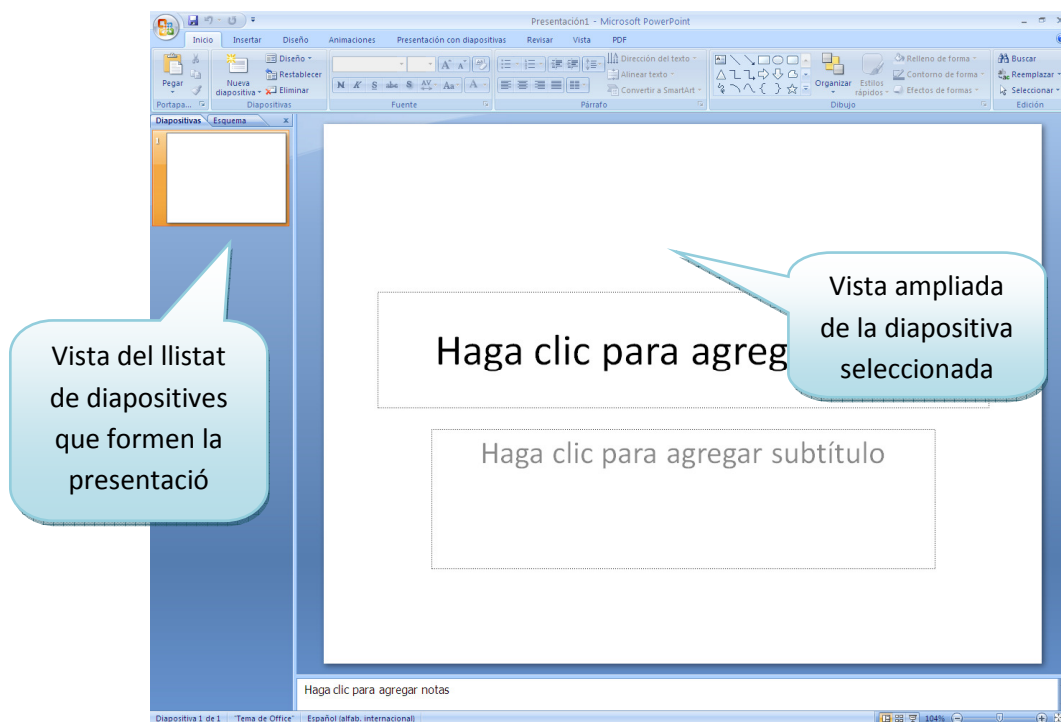 Presentación1 - Microsoft PowerPoint
Inicio Insertar Diseño Animaciones Presentación con diapositivas Revisar Vista PDF
Pegar
Portapa...
Nueva diapositiva
Diseño
Restablecer
Eliminar
Diapositivas
N K S abc S AV Aa A
Fuente
Dirección del texto
Alinear texto
Convertir a SmartArt
Párrafo
Organizar
Estilos rápidos
Relleno de forma
Contorno de forma
Efectos de formas
Dibujo
Buscar
Reemplazar
Seleccionar
Edición
Diapositivas Esquema x
1
Vista del llistat
de diapositives
que formen la
presentació
Vista ampliada
de la diapositiva
seleccionada
Haga clic para agreg
Haga clic para agregar subtítulo
Haga clic para agregar notas
Diapositiva 1 de 1 "Tema de Office" Español (alfab. internacional) 104%